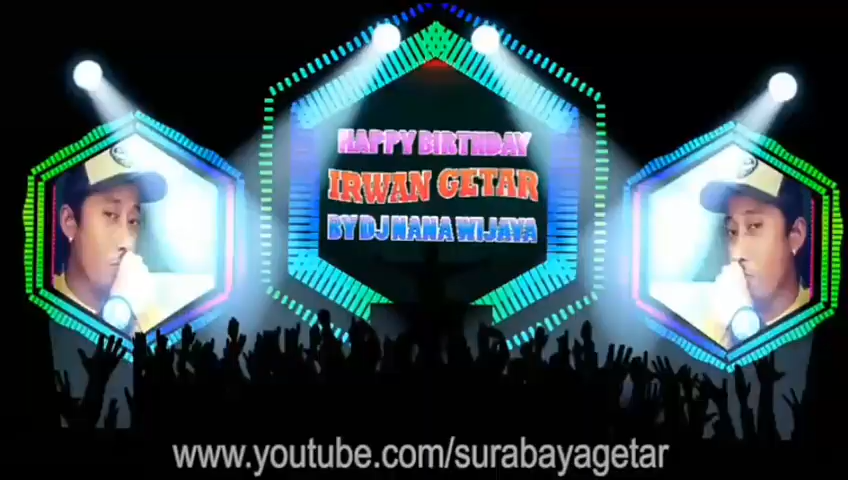 HAPPY BIRTHDAY
IRWAN GETAR
BY DJ NANA WIJAYA
www.youtube.com/surabayagetar